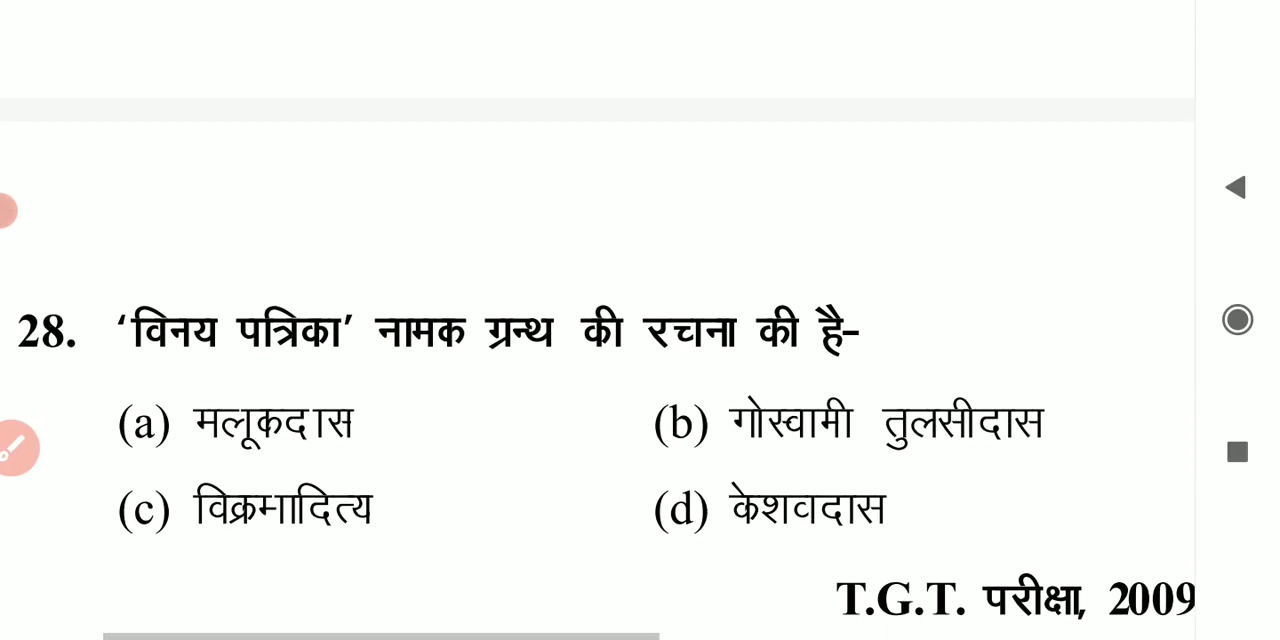 28. ‘विनय पत्रिका’ नामक ग्रन्थ की रचना की है-
(a) मलूकदास (b) गोस्वामी तुलसीदास
(c) विक्रमादित्य (d) केशवदास
T.G.T. परीक्षा, 2009